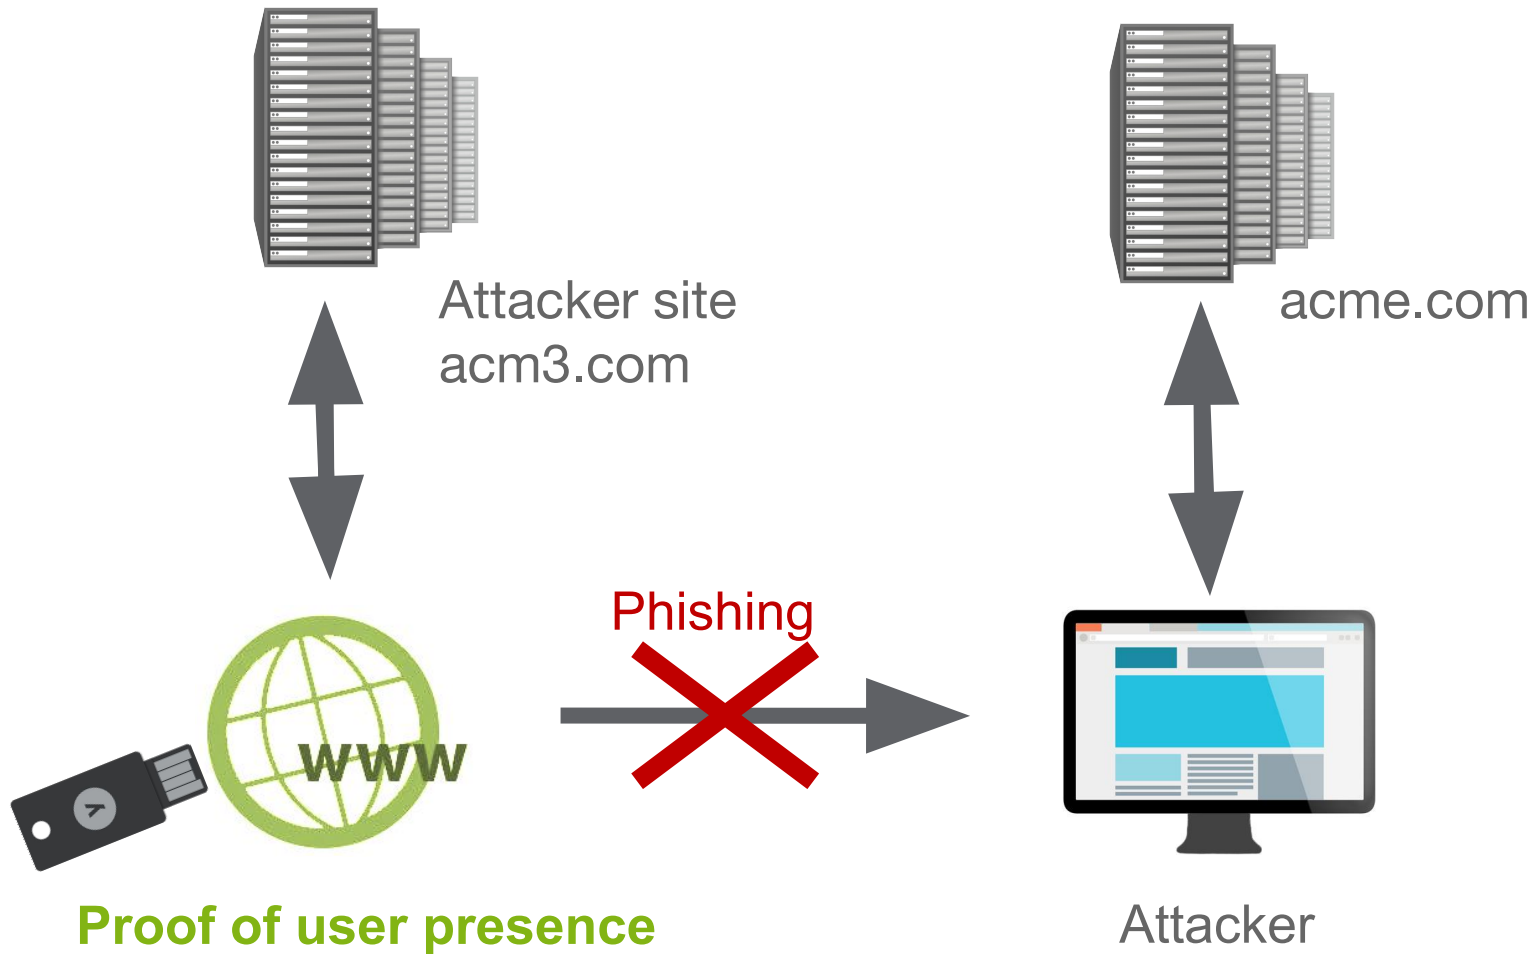 Attacker site
acm3.com
acme.com
Phishing
www
y
Proof of user presence
Attacker